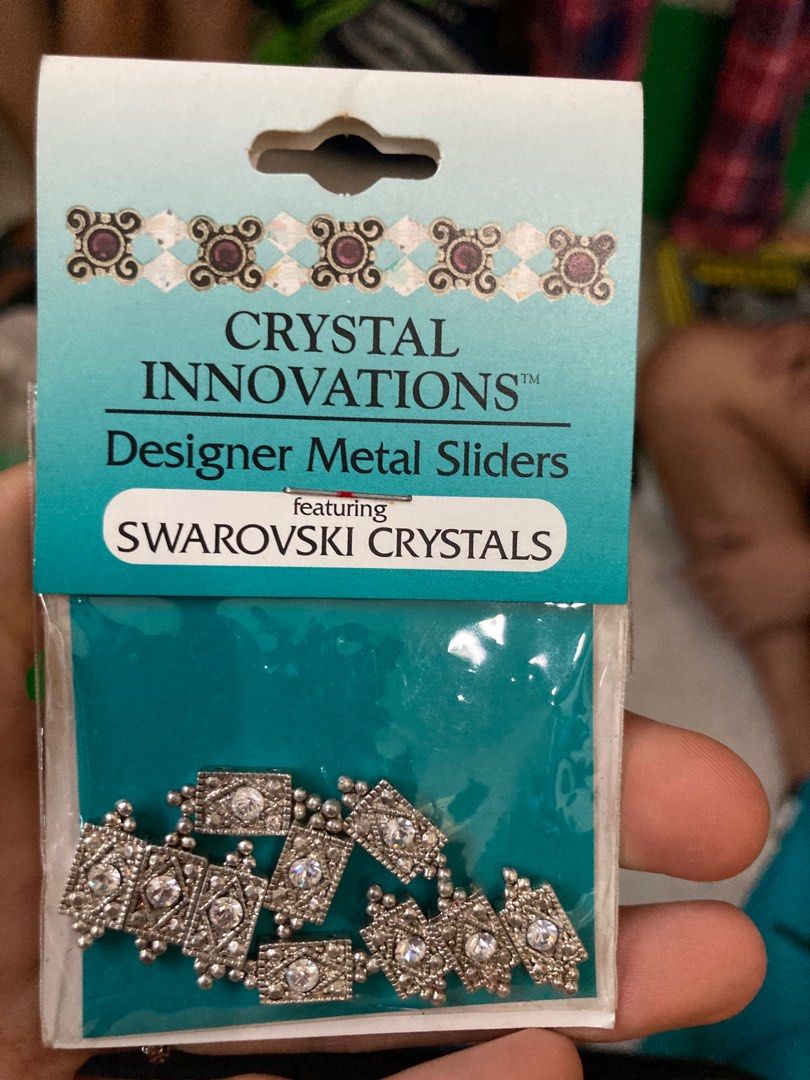 CRYSTAL
INNOVATIONS™
Designer Metal Sliders
featuring
SWAROVSKI CRYSTALS